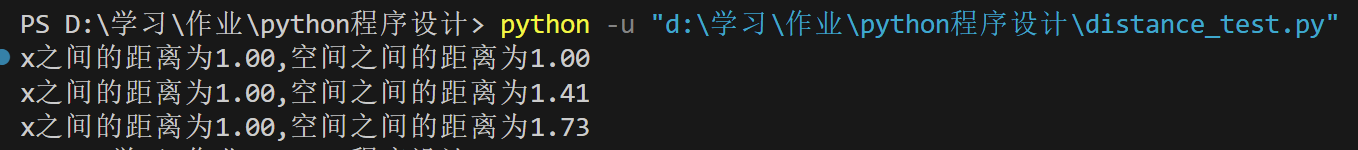 PS D:\学习\作业\python程序设计> python -u "d:\学习\作业\python程序设计\distance_test.py"
x之间的距离为1.00,空间之间的距离为1.00
x之间的距离为1.00,空间之间的距离为1.41
x之间的距离为1.00,空间之间的距离为1.73